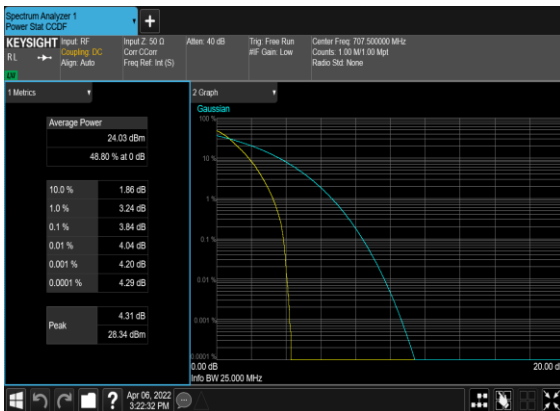 Spectrum Analyzer 1
Power Stat CCDF
KEYSIGHT
RL
LV
Input: RF
Coupling: DC
Align: Auto
Input Z: 50 Ω
Corr CCorr
Freq Ref: Int (S)
Atten: 40 dB
Trig: Free Run
#IF Gain: Low
Center Freq: 707.500000 MHz
Counts: 1.00 M/1.00 Mpt
Radio Std: None
1 Metrics
Average Power
24.03 dBm
48.80 % at 0 dB
10.0 % 1.86 dB
1.0 % 3.24 dB
0.1 % 3.84 dB
0.01 % 4.04 dB
0.001 % 4.20 dB
0.0001 % 4.29 dB
Peak
4.31 dB
28.34 dBm
2 Graph
Gaussian
100 %
10 %
1 %
0.1 %
0.01 %
0.001 %
0.0001 %
0.00 dB
20.00 d
Info BW 25.000 MHz
Apr 06, 2022
3:22:32 PM